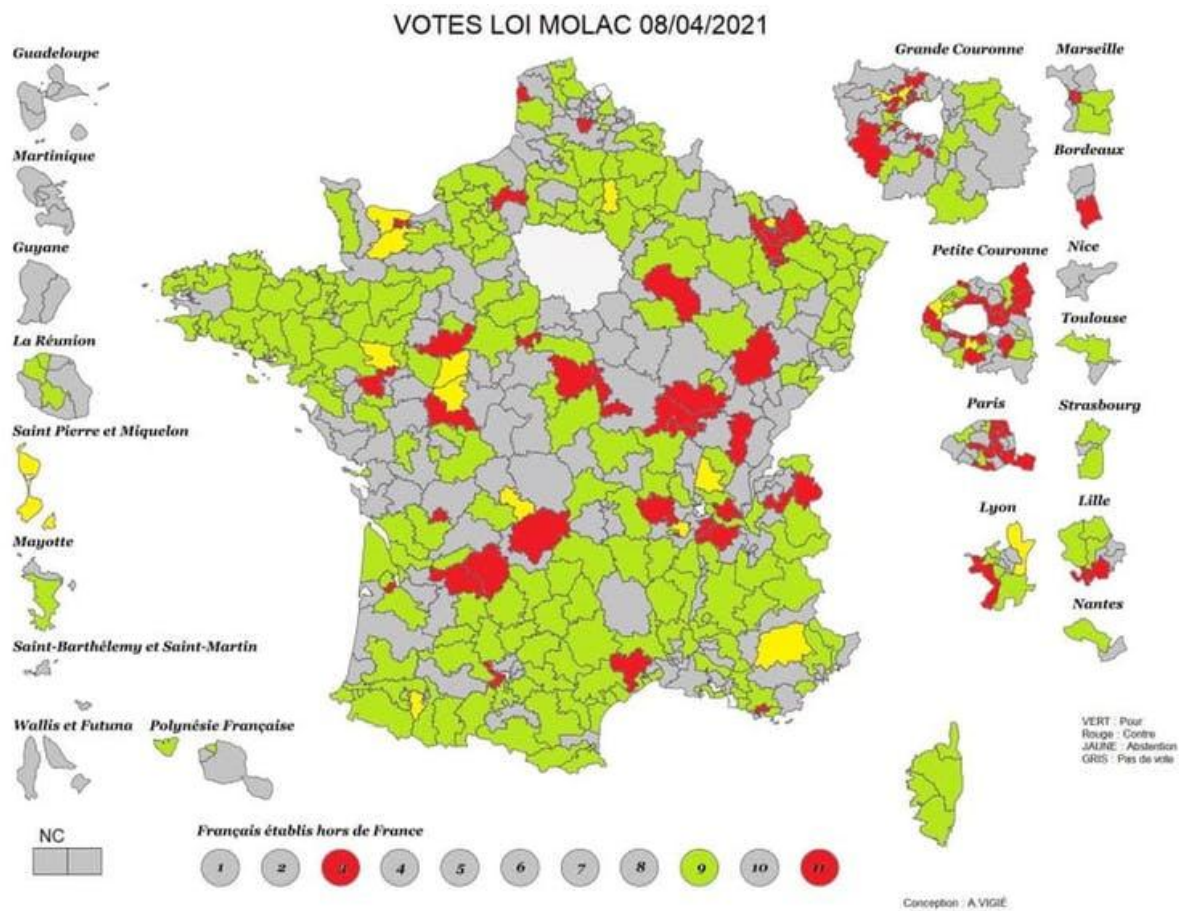 VOTES LOI MOLAC 08/04/2021
Guadeloupe
Martinique
Guyane
La Réunion
Saint Pierre et Miquelon
Mayotte
Saint-Barthélemy et Saint-Martin
Wallis et Futuna
Polynésie Française
NC
Grande Couronne
Marseille
Bordeaux
Petite Couronne
Nice
Toulouse
Paris
Strasbourg
Lyon
Lille
Nantes
VERT : Pour
Rouge : Contre
JAUNE : Abstention
GRIS : Pas de vote
Français établis hors de France
1 2 3 4 5 6 7 8 9 10 11
Conception : A.VIGIÉ